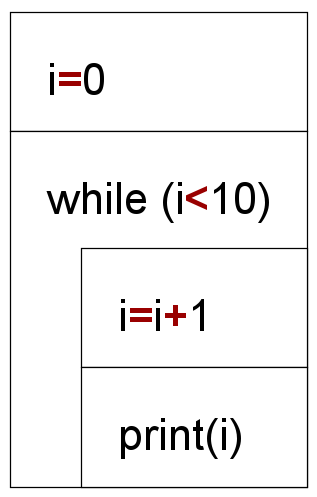 i=0
while (i<10)
i=i+1
print(i)